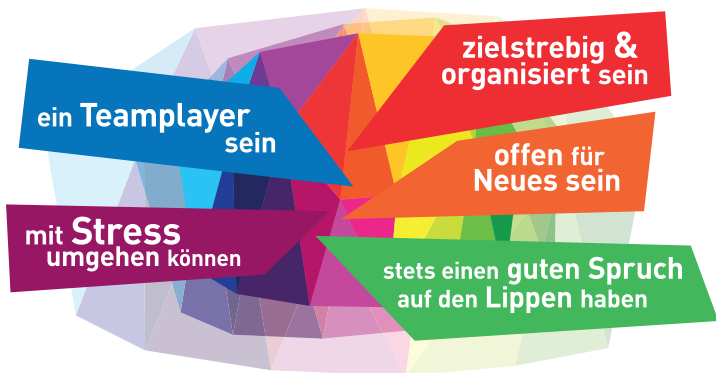 ein Teamplayer
sein
zielstrebig &
organisiert sein
offen für
Neues sein
mit Stress
umgehen können
stets einen guten Spruch
auf den Lippen haben